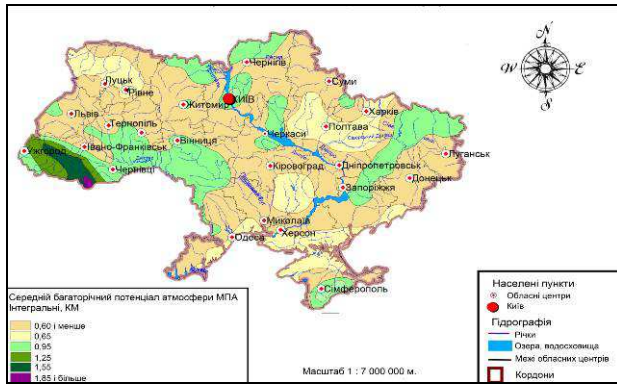 Чернігів
Суми
Луцьк
Рівне
КИЇВ
Житомир
Львів
Харків
Тернопіль
Полтава
Черкаси
Вінниця
Івано-Франківськ
Ужгород
Луганськ
Чернівці
Кіровоград
Дніпропетровськ
Донецьк
Запоріжжя
Миколаїв
Херсон
Одеса
Сімферополь
N
W
E
S
Середній багаторічний потенціал атмосфери МПА
Інтегральні, КМ
0,60 і менше
0,65
0,95
1,25
1,55
1,85 і більше
Масштаб 1 : 7 000 000 м.
Населені пункти
Обласні центри
Київ
Гідрографія
Річки
Озера, водосховища
Межі обласних центрів
Кордони